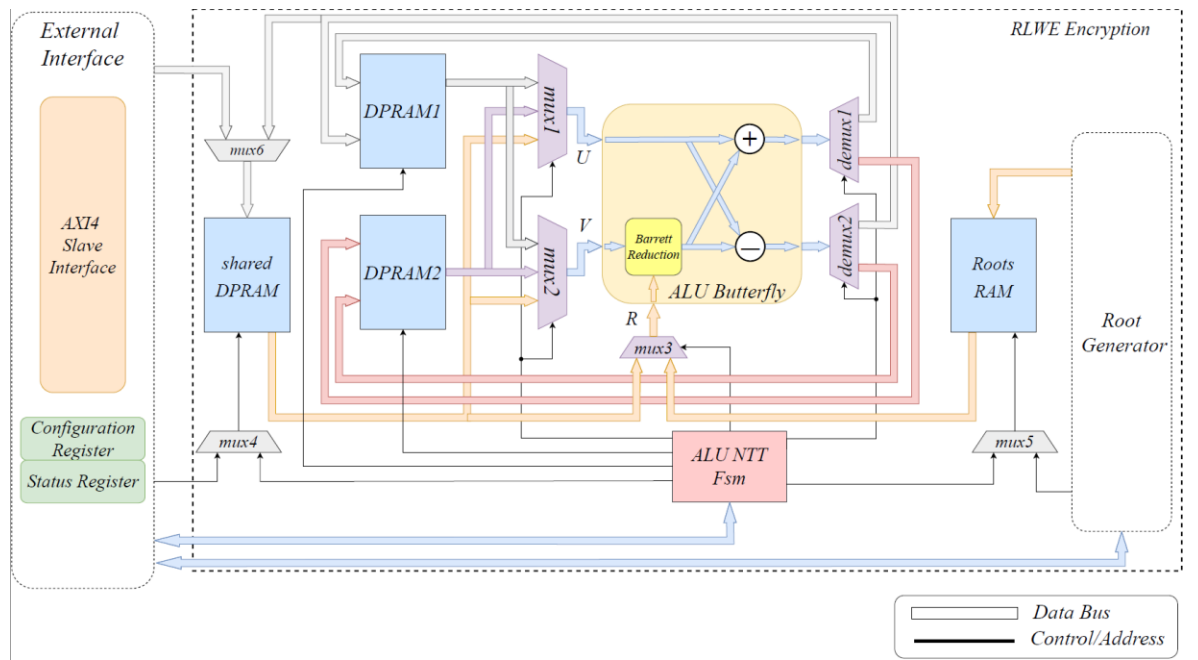 External
Interface
AXI4
Slave
Interface
Configuration
Register
Status Register
RLWE Encryption
mux6
shared
DPRAM
mux4
DPRAM1
DPRAM2
mux1
mux2
U
V
+
−
Barrett
Reduction
ALU Butterfly
R
mux3
demux1
demux2
ALU NTT
Fsm
Roots
RAM
mux5
Root
Generator
Data Bus
Control/Address